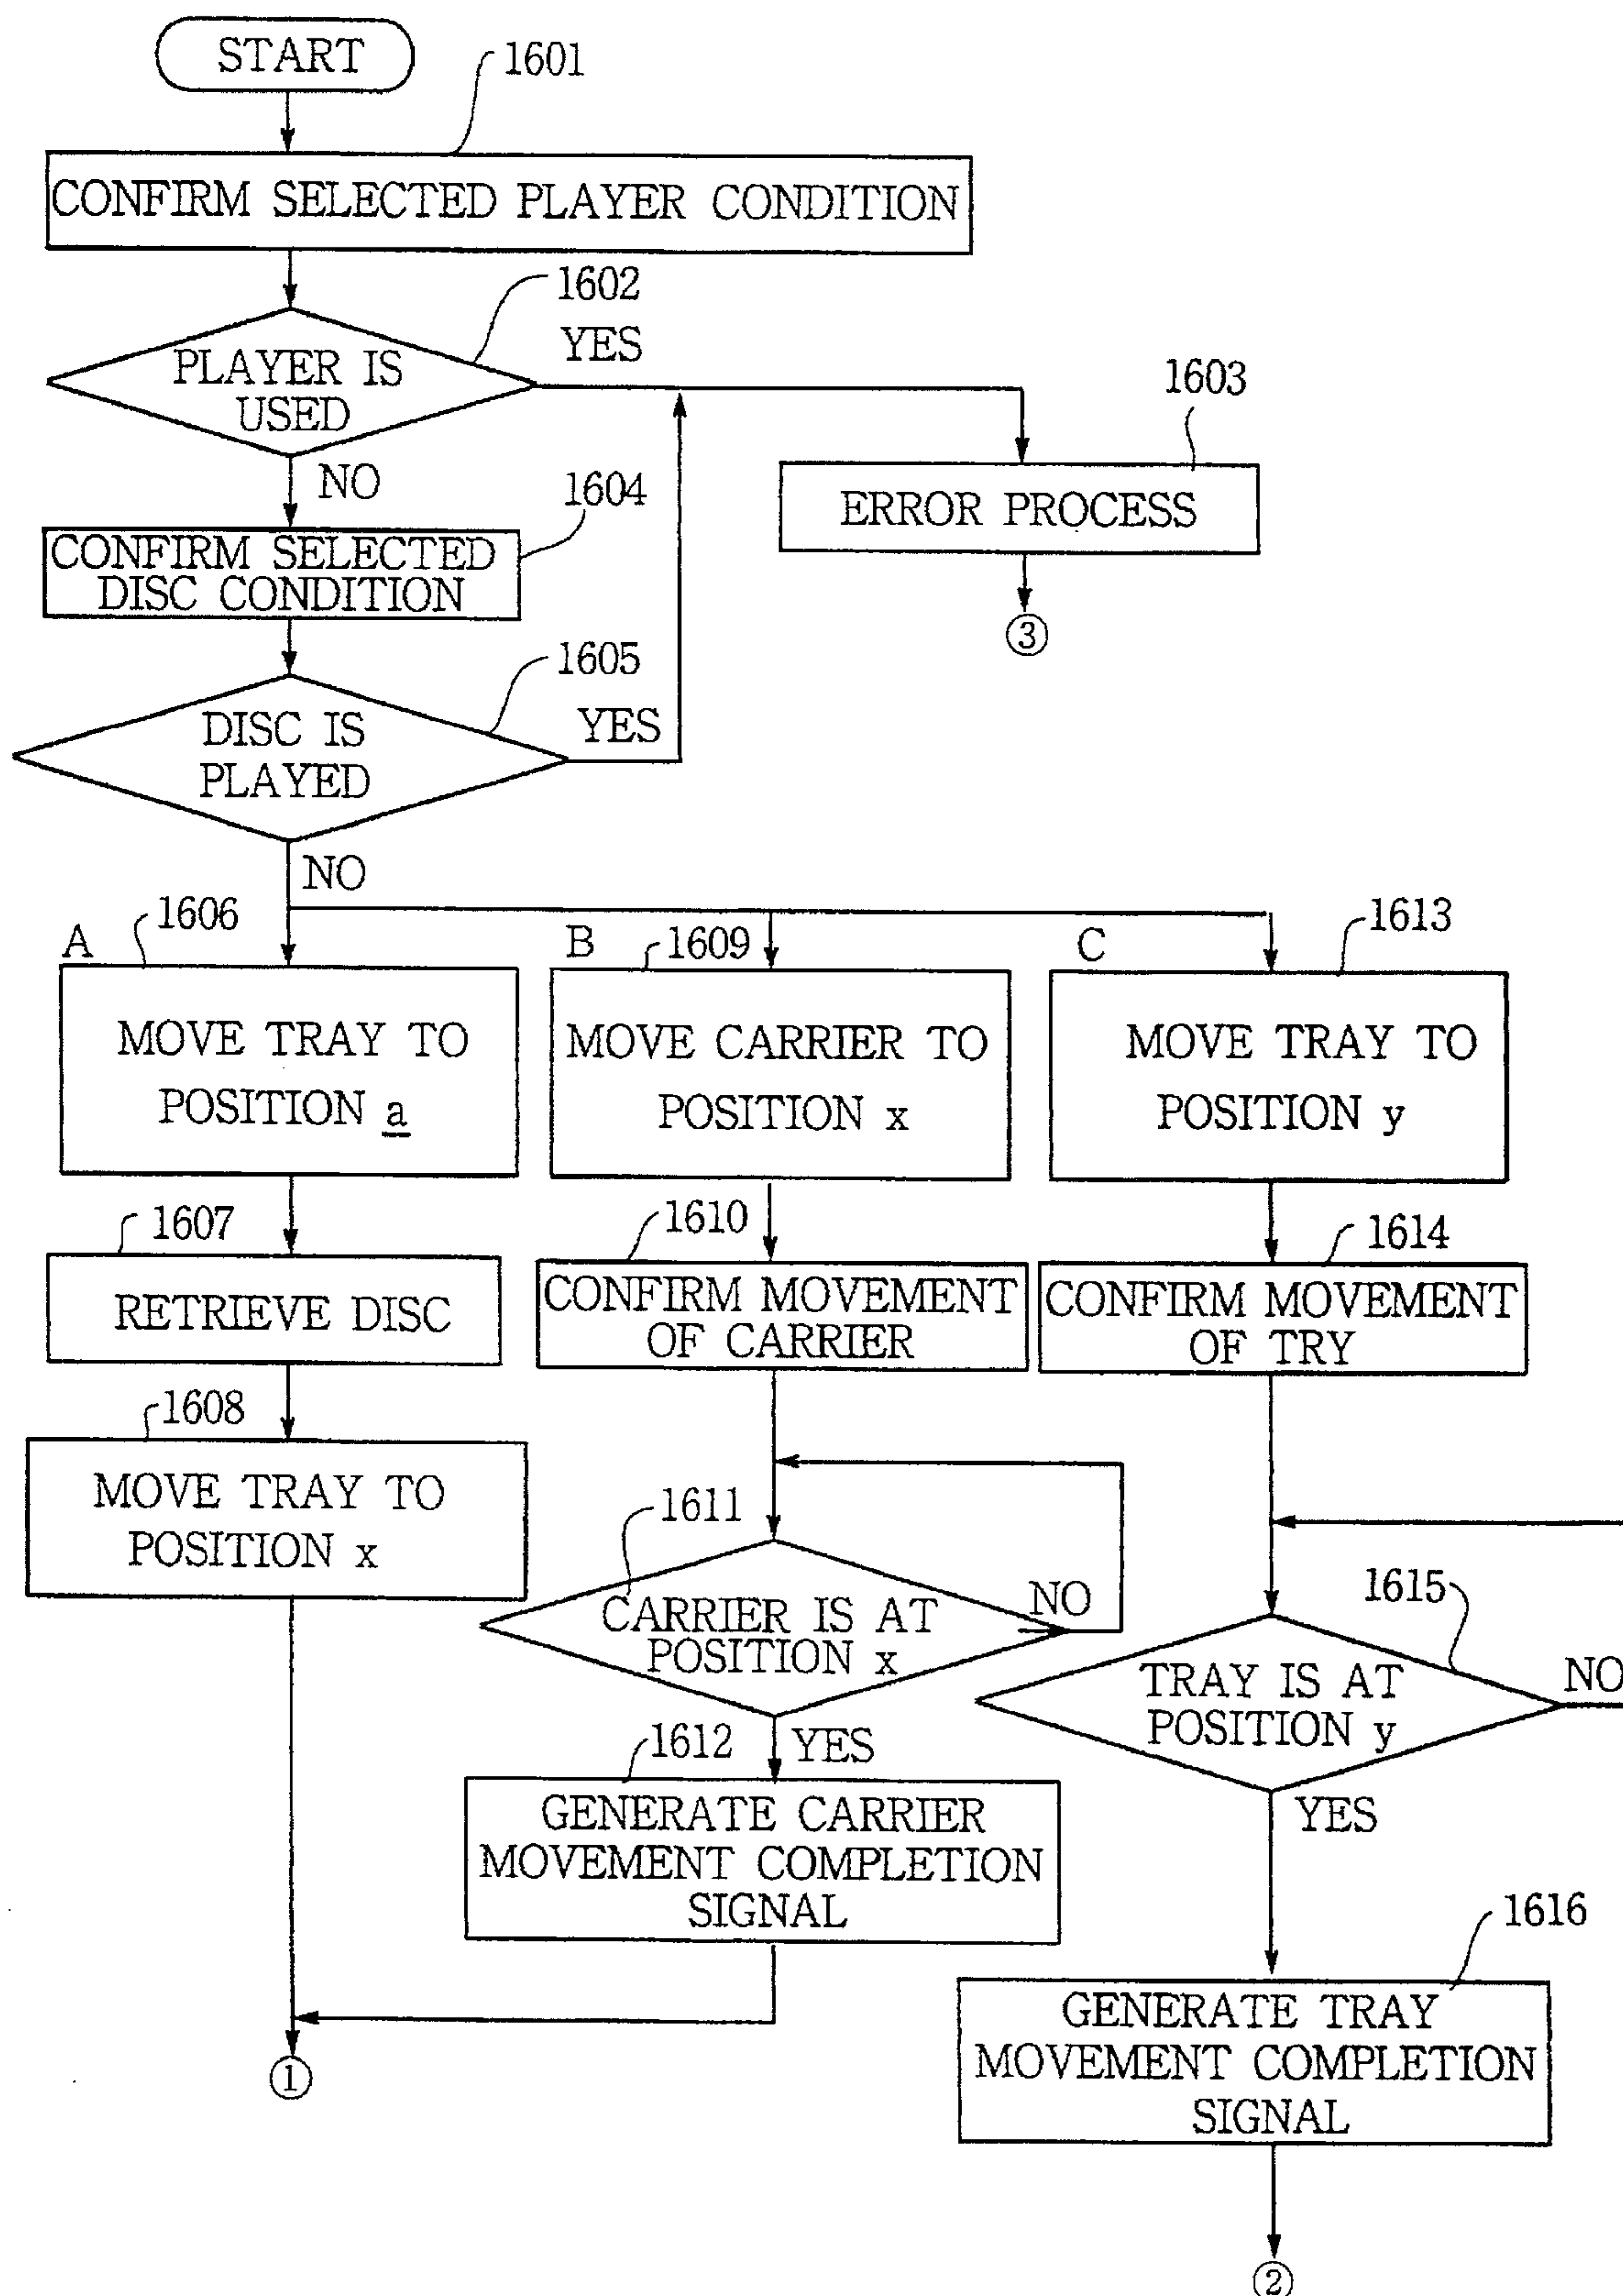 START
1601
CONFIRM SELECTED PLAYER CONDITION
1602
YES
PLAYER IS
USED
1603
ERROR PROCESS
③
NO
1604
CONFIRM SELECTED
DISC CONDITION
1605
YES
DISC IS
PLAYED
NO
A
1606
MOVE TRAY TO
POSITION a
1607
RETRIEVE DISC
1608
MOVE TRAY TO
POSITION x
①
B
1609
MOVE CARRIER TO
POSITION x
1610
CONFIRM MOVEMENT
OF CARRIER
1611
CARRIER IS AT
POSITION x
NO
YES
1612
GENERATE CARRIER
MOVEMENT COMPLETION
SIGNAL
C
1613
MOVE TRAY TO
POSITION y
1614
CONFIRM MOVEMENT
OF TRY
1615
TRAY IS AT
POSITION y
NO
YES
1616
GENERATE TRAY
MOVEMENT COMPLETION
SIGNAL
②